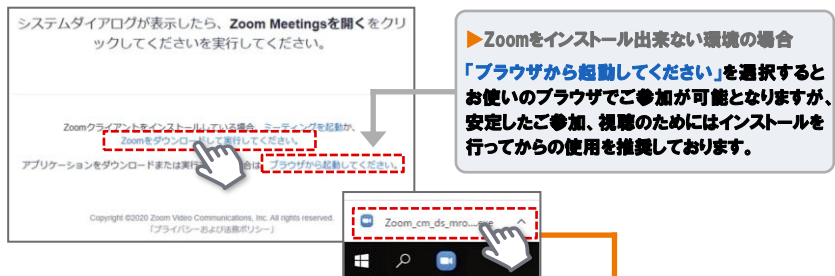 システムダイアログが表示したら、Zoom Meetingsを開くをクリ
ックしてくださいを実行してください。
Zoomクライアントをインストールしている場合、ミーティングを起動か、
Zoomをダウンロードして実行してください。
アプリケーションをダウンロードまたは実行 合は、ブラウザから起動してください。
Copyright ©2020 Zoom Video Communications, Inc. All rights reserved.
「プライバシーおよび法務ポリシー」
▶Zoomをインストール出来ない環境の場合
「ブラウザから起動してください」を選択すると
お使いのブラウザでご参加が可能となりますが、
安定したご参加、視聴のためにはインストールを
行ってからの使用を推奨しております。
Zoom_cm_ds_mro....exe